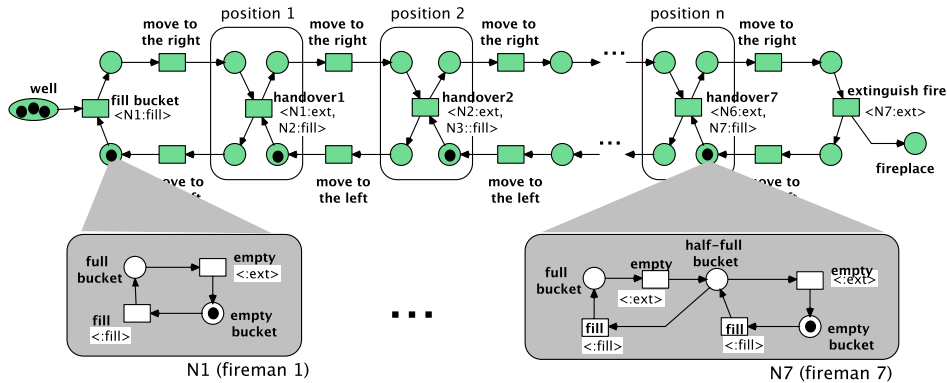 position 1
position 2
position n
move to
the right
move to
the right
move to
the right
move to
the right
...
well
fill bucket
<N1:fill>
handover1
<N1:ext,
N2:fill>
handover2
<N2:ext,
N3::fill>
handover7
<N6:ext,
N7:fill>
extinguish fire
<N7:ext>
...
fireplace
move to
move to
the left
move to
the left
move to
full
bucket
empty
<:ext>
fill
<:fill>
empty
bucket
N1 (fireman 1)
...
half-full
bucket
full
bucket
empty
<:ext>
empty
<:ext>
fill
<:fill>
fill
<:fill>
empty
bucket
N7 (fireman 7)